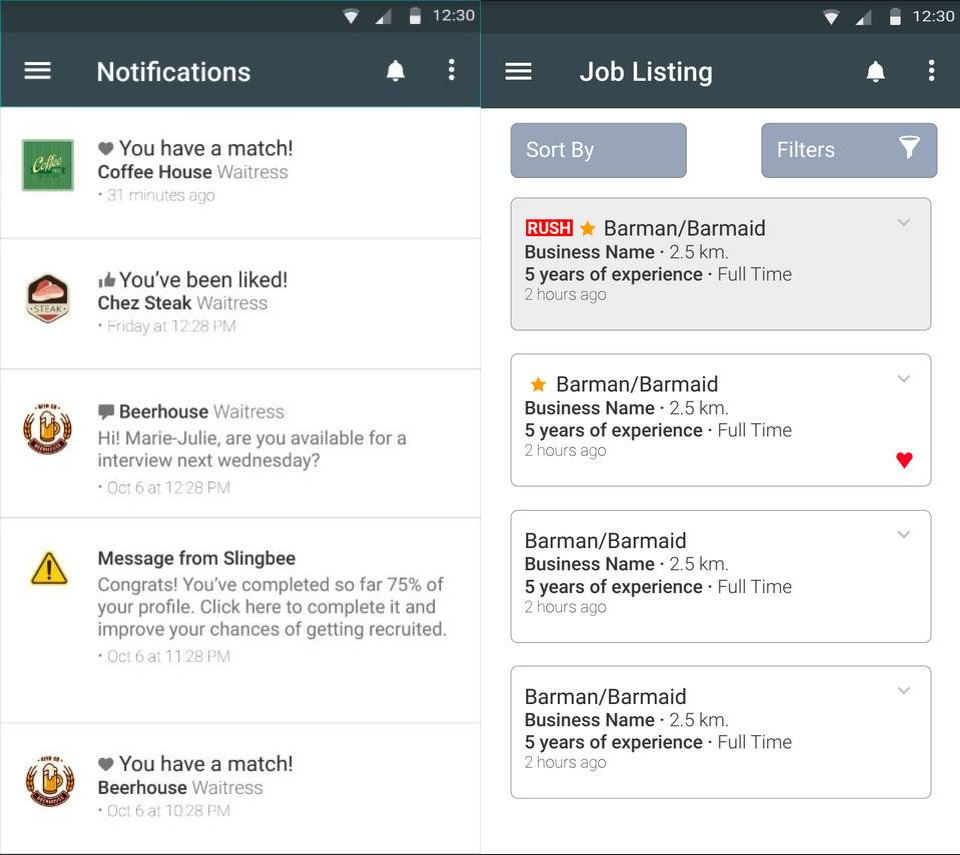 12:30
Notifications
Coffee
♥ You have a match!
Coffee House Waitress
• 31 minutes ago
STEAK
You’ve been liked!
Chez Steak Waitress
• Friday at 12:28 PM
BEER CO
BEERHOUSE
Beerhouse Waitress
Hi! Marie-Julie, are you available for a
interview next wednesday?
• Oct 6 at 12:28 PM
Message from Slingbee
Congrats! You’ve completed so far 75% of
your profile. Click here to complete it and
improve your chances of getting recruited.
• Oct 6 at 11:28 PM
BEER CO
BEERHOUSE
♥ You have a match!
Beerhouse Waitress
• Oct 6 at 10:28 PM
12:30
Job Listing
Sort By
Filters
RUSH ★ Barman/Barmaid
Business Name · 2.5 km.
5 years of experience · Full Time
2 hours ago
★ Barman/Barmaid
Business Name · 2.5 km.
5 years of experience · Full Time
2 hours ago
Barman/Barmaid
Business Name · 2.5 km.
5 years of experience · Full Time
2 hours ago
Barman/Barmaid
Business Name · 2.5 km.
5 years of experience · Full Time
2 hours ago